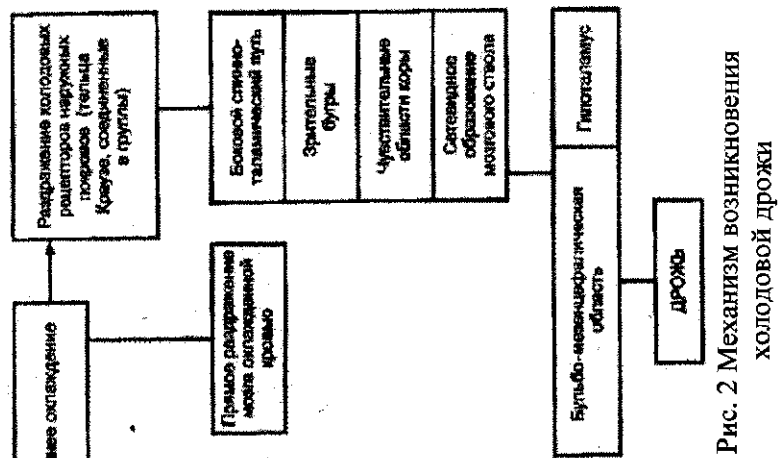 охлаждение
Раздражение холодовых
рецепторов наружных
покровов (тельца
Краузе, соединенные
в группы)
Прямое раздражение
мозга охлажденной
кровью
Боковой спинно-
таламический путь
Зрительные
бугры
Чувствительные
области коры
Сетевидное
образование
мозгового ствола
Бульбо-мезенцефалическая
область
Гипоталамус
ДРОЖЬ
Рис. 2 Механизм возникновения
холодовой дрожи